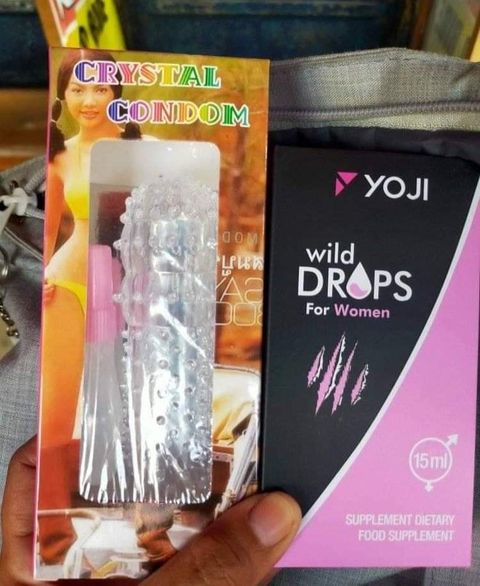 CRYSTAL
CONDOM
YOJI
wild
DROPS
For Women
15ml
SUPPLEMENT DIETARY
FOOD SUPPLEMENT